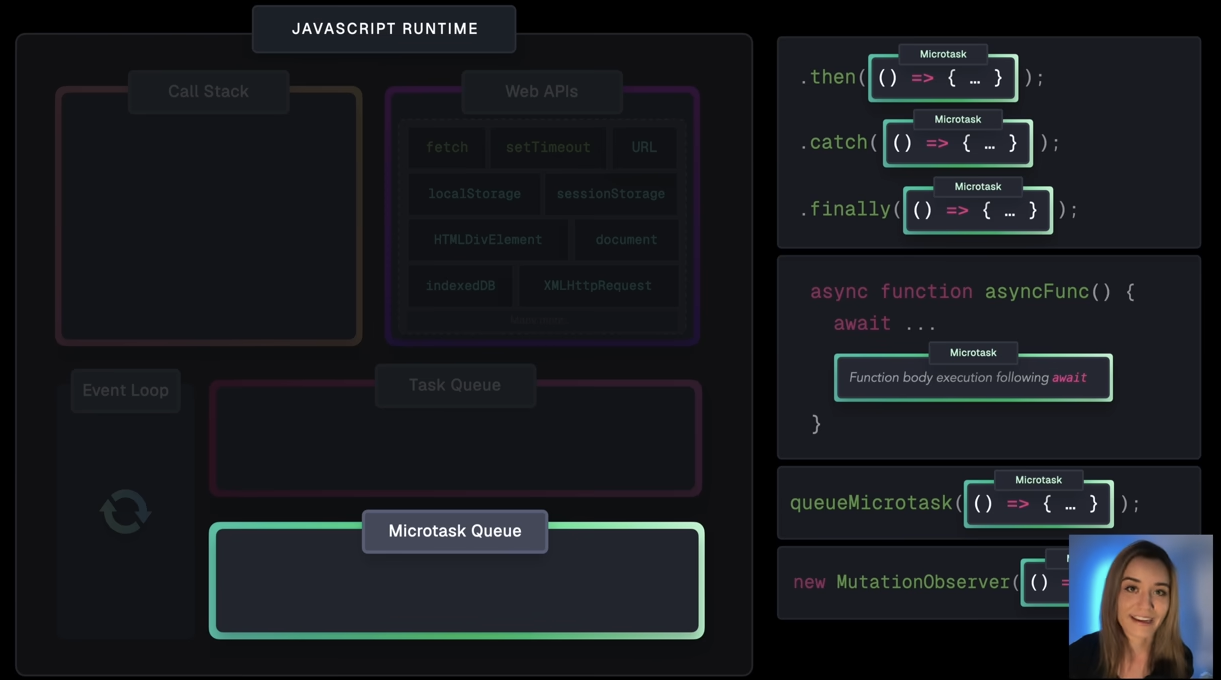 JAVASCRIPT RUNTIME
Call Stack
Web APIs
fetch
setTimeout
URL
localStorage
sessionStorage
HTMLDivElement
document
indexedDB
XMLHttpRequest
Event Loop
Task Queue
Microtask Queue
Microtask
.then( () => { … } );
Microtask
.catch( () => { … } );
Microtask
.finally( () => { … } );
async function asyncFunc() {
await ...
Microtask
Function body execution following await
}
Microtask
queueMicrotask( () => { … } );
new MutationObserver( () =